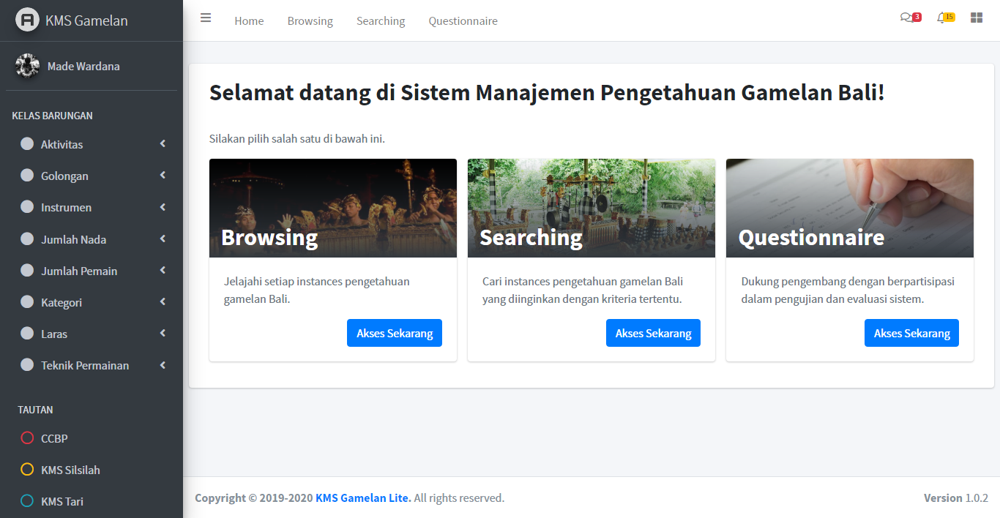 KMS Gamelan
Home Browsing Searching Questionnaire
3
15
Made Wardana
KELAS BARUNGAN
Aktivitas
Golongan
Instrumen
Jumlah Nada
Jumlah Pemain
Kategori
Laras
Teknik Permainan
TAUTAN
CCBP
KMS Silsilah
KMS Tari
Selamat datang di Sistem Manajemen Pengetahuan Gamelan Bali!
Silakan pilih salah satu di bawah ini.
Browsing
Jelajahi setiap instances pengetahuan
gamelan Bali.
Akses Sekarang
Searching
Cari instances pengetahuan gamelan Bali
yang diinginkan dengan kriteria tertentu.
Akses Sekarang
Questionnaire
Dukung pengembang dengan berpartisipasi
dalam pengujian dan evaluasi sistem.
Akses Sekarang
Copyright © 2019-2020 KMS Gamelan Lite. All rights reserved.
Version 1.0.2